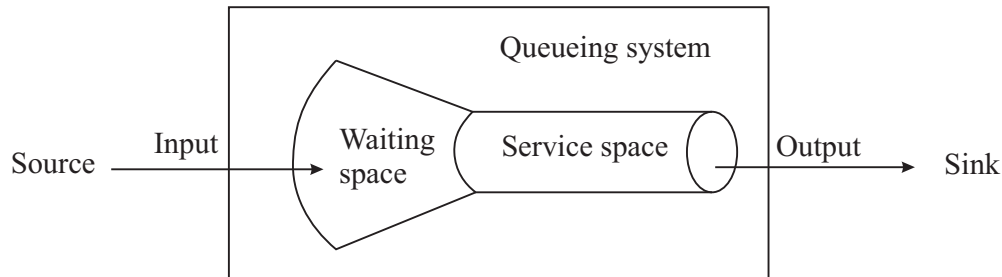 Queueing system
Source
Input
Waiting
space
Service space
Output
Sink